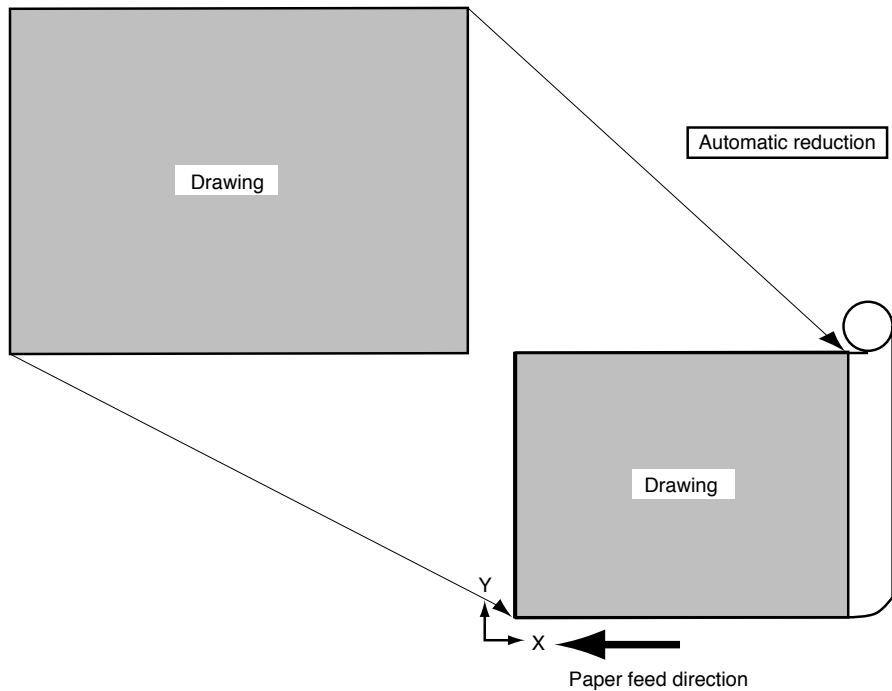 Automatic reduction
Drawing
Drawing
Y
X
Paper feed direction